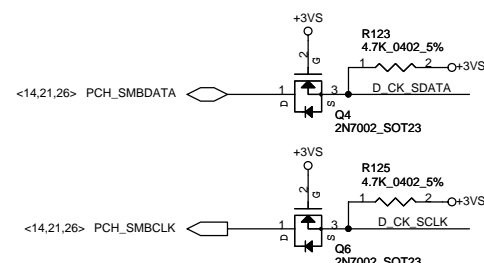 +3VS
R123
4.7K_0402_5%
2
G
1
2
+3VS
<14,21,26> PCH_SMBDATA
1
3
D_CK_SDATA
D
S
Q4
2N7002_SOT23
+3VS
R125
4.7K_0402_5%
2
G
1
2
+3VS
<14,21,26> PCH_SMBCLK
1
3
D_CK_SCLK
D
S
Q6
2N7002_SOT23